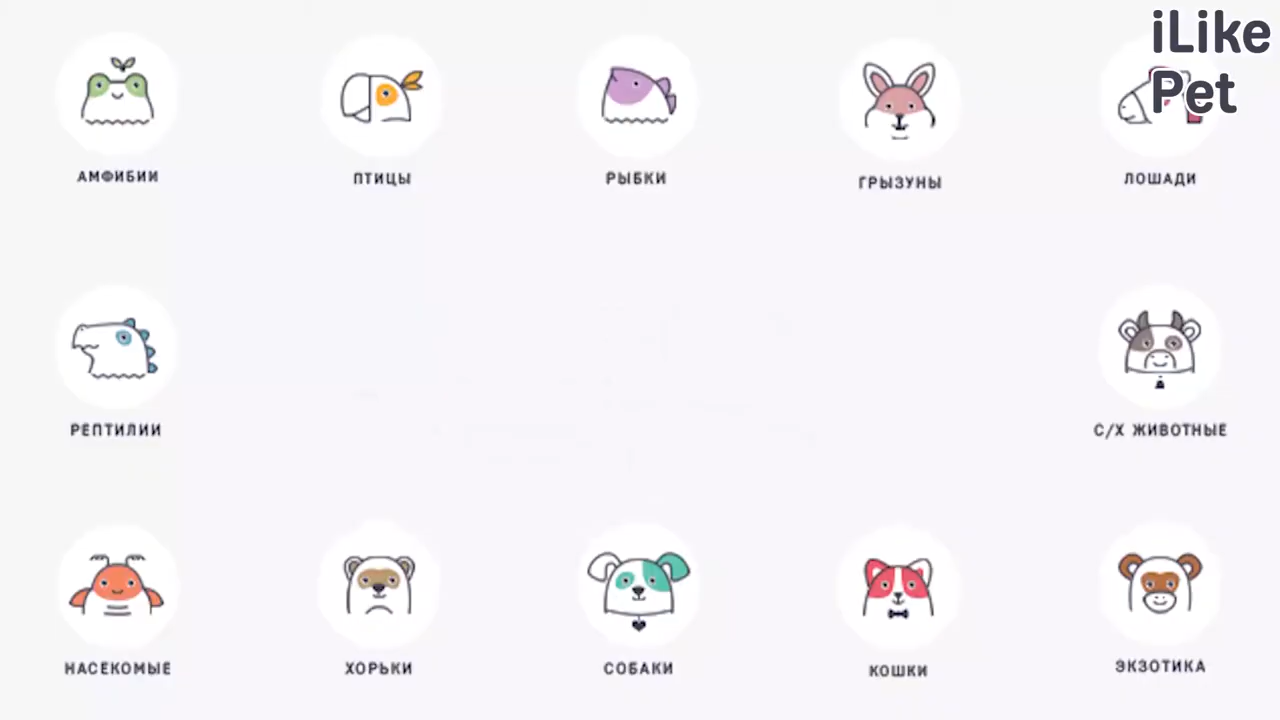 iLike
Pet
АМФИБИИ
ПТИЦЫ
РЫБКИ
ГРЫЗУНЫ
ЛОШАДИ
РЕПТИЛИИ
С/Х ЖИВОТНЫЕ
НАСЕКОМЫЕ
ХОРЬКИ
СОБАКИ
КОШКИ
ЭКЗОТИКА